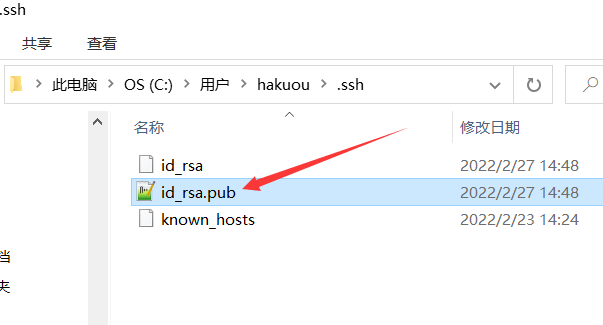 .ssh
共享 查看
此电脑 OS (C:) 用户 hakuou .ssh
名称 修改日期
id_rsa 2022/2/27 14:48
id_rsa.pub 2022/2/27 14:48
known_hosts 2022/2/23 14:24
档
夹